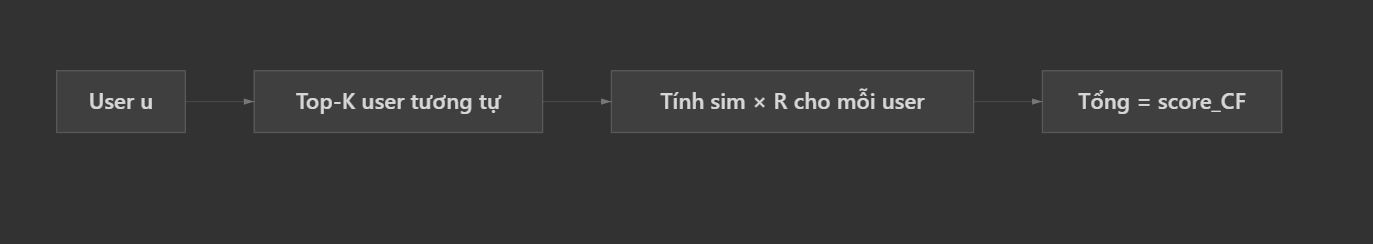 User u
Top-K user tương tự
Tính sim × R cho mỗi user
Tổng = score_CF